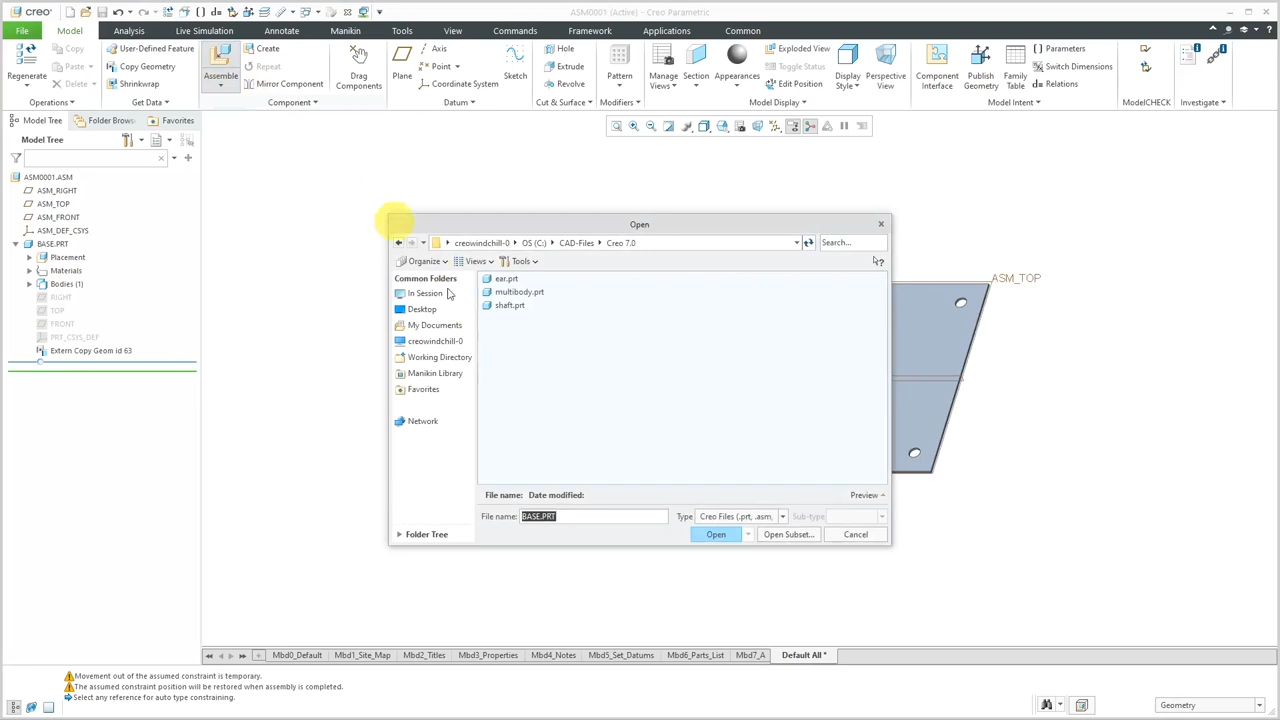 creo
ASM0001 (Active) - Creo Parametric
File
Model
Analysis
Live Simulation
Annotate
Manikin
Tools
View
Commands
Framework
Applications
Common
Regenerate
Copy
Paste
Delete
Operations
User-Defined Feature
Copy Geometry
Shrinkwrap
Get Data
Assemble
Create
Repeat
Mirror Component
Component
Drag
Components
Plane
Axis
Point
Coordinate System
Sketch
Datum
Hole
Extrude
Revolve
Cut & Surface
Pattern
Modifiers
Manage
Views
Section
Appearances
Exploded View
Toggle Status
Edit Position
Display
Style
Perspective
View
Model Display
Component
Interface
Publish
Geometry
Family
Table
Parameters
Switch Dimensions
Relations
Model Intent
ModelCHECK
Investigate
Model Tree
Folder Brows
Favorites
Model Tree
ASM0001.ASM
ASM_RIGHT
ASM_TOP
ASM_FRONT
ASM_DEF_CSYS
BASE.PRT
Placement
Materials
Bodies (1)
RIGHT
TOP
FRONT
PRT_CSYS_DEF
Extern Copy Geom id 63
ASM_TOP
Open
creowindchill-0
OS (C:)
CAD-Files
Creo 7.0
Search...
Organize
Views
Tools
Common Folders
In Session
Desktop
My Documents
creowindchill-0
Working Directory
Manikin Library
Favorites
Network
ear.prt
multibody.prt
shaft.prt
File name:
Date modified:
Preview
File name:
BASE.PRT
Type
Creo Files (.prt, .asm,
Sub-type
Folder Tree
Open
Open Subset...
Cancel
Mbd0_Default
Mbd1_Site_Map
Mbd2_Titles
Mbd3_Properties
Mbd4_Notes
Mbd5_Set_Datums
Mbd6_Parts_List
Mbd7_A
Default All *
Movement out of the assumed constraint is temporary.
The assumed constraint position will be restored when assembly is completed.
Select any reference for auto type constraining.
Geometry